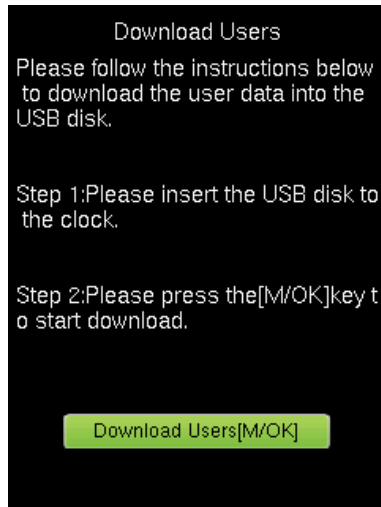 Download Users
Please follow the instructions below
to download the user data into the
USB disk.
Step 1:Please insert the USB disk to
the clock.
Step 2:Please press the[M/OK]key t
o start download.
Download Users[M/OK]